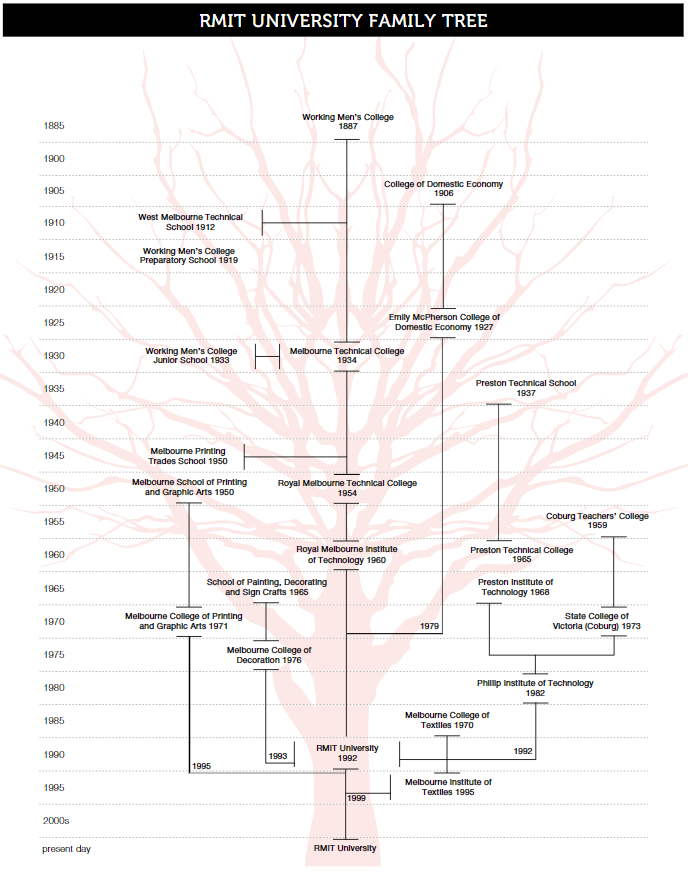 RMIT UNIVERSITY FAMILY TREE
Working Men's College
1887
1885
1900
College of Domestic Economy
1906
1905
West Melbourne Technical
School 1912
1910
Working Men's College
Preparatory School 1919
1915
1920
Emily McPherson College of
Domestic Economy 1927
1925
Working Men's College
Junior School 1933
Melbourne Technical College
1934
1930
Preston Technical School
1937
1935
1940
Melbourne Printing
Trades School 1950
1945
Melbourne School of Printing
and Graphic Arts 1950
Royal Melbourne Technical College
1954
1950
Coburg Teachers' College
1959
1955
Royal Melbourne Institute
of Technology 1960
Preston Technical College
1965
1960
School of Painting, Decorating
and Sign Crafts 1965
Preston Institute of
Technology 1968
1965
Melbourne College of Printing
and Graphic Arts 1971
State College of
Victoria (Coburg) 1973
1970
1979
Melbourne College of
Decoration 1976
1975
Phillip Institute of Technology
1982
1980
Melbourne College of
Textiles 1970
1985
RMIT University
1992
1990
1993
1992
1995
Melbourne Institute of
Textiles 1995
1995
1999
2000s
present day
RMIT University